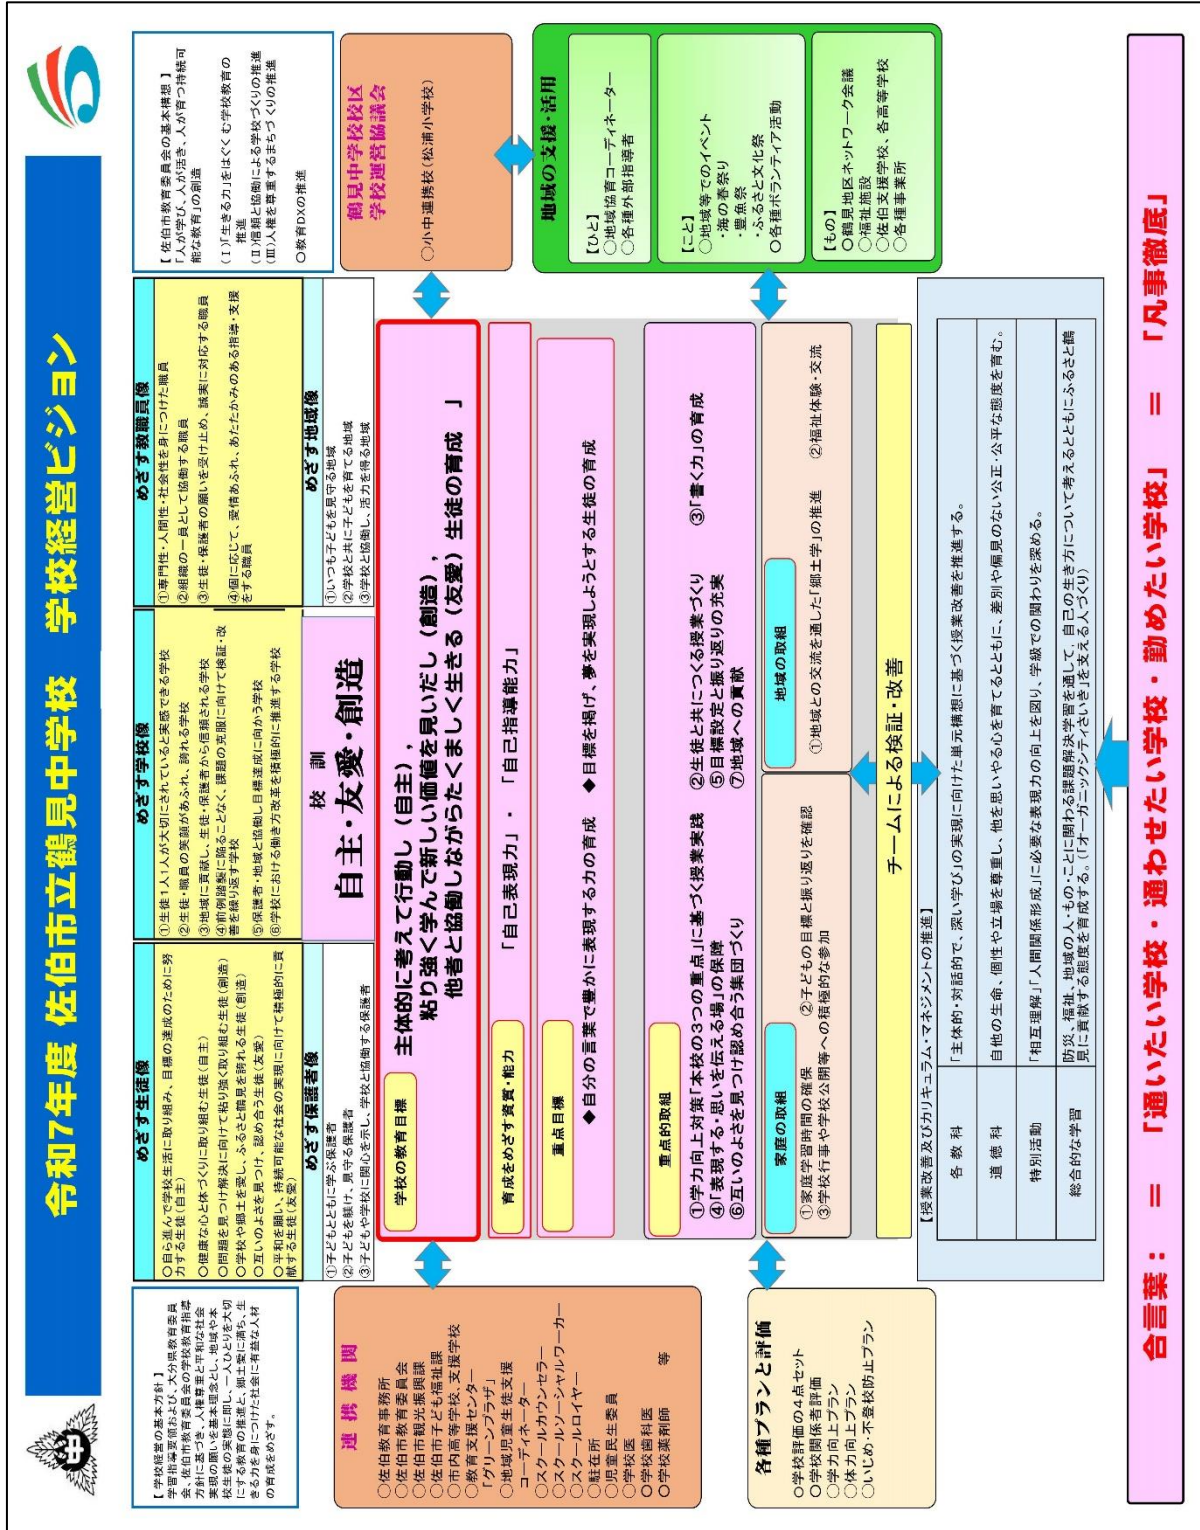 令和7年度 佐伯市立鶴見中学校 学校経営ビジョン
【 学校経営の基本方針 】
学習指導要領および、大分県教育委員会、佐伯市教育委員会の学校教育指導方針に基づき、人権尊重と平和な社会実現の願いを基本理念とし、地域や本校生徒の実態に即し、一人ひとりを大切にする教育の推進と、郷土愛に満ち、生きる力を身につけた社会に有益な人材の育成をめざす。
めざす生徒像
○自ら進んで学校生活に取り組み、目標の達成のために努力する生徒(自主)
○健康な心と体づくりに取り組む生徒(自主)
○問題を見つけ解決に向けて粘り強く取り組む生徒(創造)
○学校や郷土を愛し、ふるさと鶴見を誇れる生徒(創造)
○互いのよさを見つけ、認め合う生徒(友愛)
○平和を願い、持続可能な社会の実現に向けて積極的に貢献する生徒(友愛)
めざす学校像
①生徒1人1人が大切にされていると実感できる学校
②生徒・職員の笑顔があふれ、誇れる学校
③地域に貢献し、生徒・保護者から信頼される学校
④前例踏襲に陥ることなく、課題の克服に向けて検証・改善を繰り返す学校
⑤保護者・地域と協働し目標達成に向かう学校
⑥学校における働き方改革を積極的に推進する学校
めざす教職員像
①専門性・人間性・社会性を身につけた職員
②組織の一員として協働する職員
③生徒・保護者の願いを受け止め、誠実に対応する職員
④個に応じて、愛情あふれ、あたたかみのある指導・支援をする職員
【 佐伯市教育委員会の基本構想 】
「人が学び、人が活き、人が育つ持続可能な教育」の創造
(Ⅰ)「生きる力」をはぐくむ学校教育の推進
(Ⅱ)信頼と協働による学校づくりの推進
(Ⅲ)人権を尊重するまちづくりの推進
○教育DXの推進
めざす保護者像
①子どもとともに学ぶ保護者
②子どもを躾け、見守る保護者
③子どもや学校に関心を示し、学校と協働する保護者
校 訓
自主・友愛・創造
めざす地域像
①いつも子どもを見守る地域
②学校と共に子どもを育てる地域
③学校と協働し、活力を得る地域
連携機関
○佐伯教育事務所
○佐伯市教育委員会
○佐伯市観光振興課
○佐伯市子ども福祉課
○市内高等学校、支援学校
○教育支援センター
「グリーンプラザ」
○地域児童生徒支援
コーディネーター
○スクールカウンセラー
○スクールソーシャルワーカー
○スクールロイヤー
○駐在所
○児童民生委員
○学校医
○学校歯科医
○学校薬剤師 等
学校の教育目標
主体的に考えて行動し(自主)、
粘り強く学んで新しい価値を見いだし(創造)、
他者と協働しながらたくましく生きる(友愛)生徒の育成 」
育成をめざす資質・能力
「自己表現力」・「自己指導能力」
重点目標
◆自分の言葉で豊かに表現する力の育成 ◆目標を掲げ、夢を実現しようとする生徒の育成
重点的取組
①学力向上対策「本校の3つの重点」に基づく授業実践 ②生徒と共につくる授業づくり ③「書く力」の育成
④「表現する・思いを伝える場」の保障 ⑤目標設定と振り返りの充実
⑥互いのよさを見つけ認め合う集団づくり ⑦地域への貢献
鶴見中学校校区
学校運営協議会
○小中連携校(松浦小学校)
地域の支援・活用
【ひと】
○地域協育コーディネーター
○各種外部指導者
【こと】
○地域等でのイベント
・海の春祭り
・豊魚祭
・ふるさと文化祭
○各種ボランティア活動
【もの】
○鶴見地区ネットワーク会議
○福祉施設
○佐伯支援学校、各高等学校
○各種事業所
各種プランと評価
○学校評価の4点セット
○学校関係者評価
○学力向上プラン
○体力向上プラン
○いじめ・不登校防止プラン
家庭の取組
①家庭学習時間の確保 ②子どもの目標と振り返りを確認
③学校行事や学校公開等への積極的な参加
地域の取組
①地域との交流を通した「郷土学」の推進 ②福祉体験・交流
チームによる検証・改善
【授業改善及びカリキュラム・マネジメントの推進】
各教科 「主体的・対話的で、深い学び」の実現に向けた単元構想に基づく授業改善を推進する。
道徳科 自他の生命、個性や立場を尊重し、他を思いやる心を育てるとともに、差別や偏見のない公正・公平な態度を育む。
特別活動 「相互理解」「人間関係形成」に必要な表現力の向上を図り、学級での関わりを深める。
総合的な学習 防災、福祉、地域の人・もの・ことに関わる課題解決学習を通して、自己の生き方について考えるとともにふるさと鶴見に貢献する態度を育成する。(「オーガニックシティさいき」を支える人づくり)
合言葉: = 「通いたい学校・通わせたい学校・勤めたい学校」 = 「凡事徹底」
中